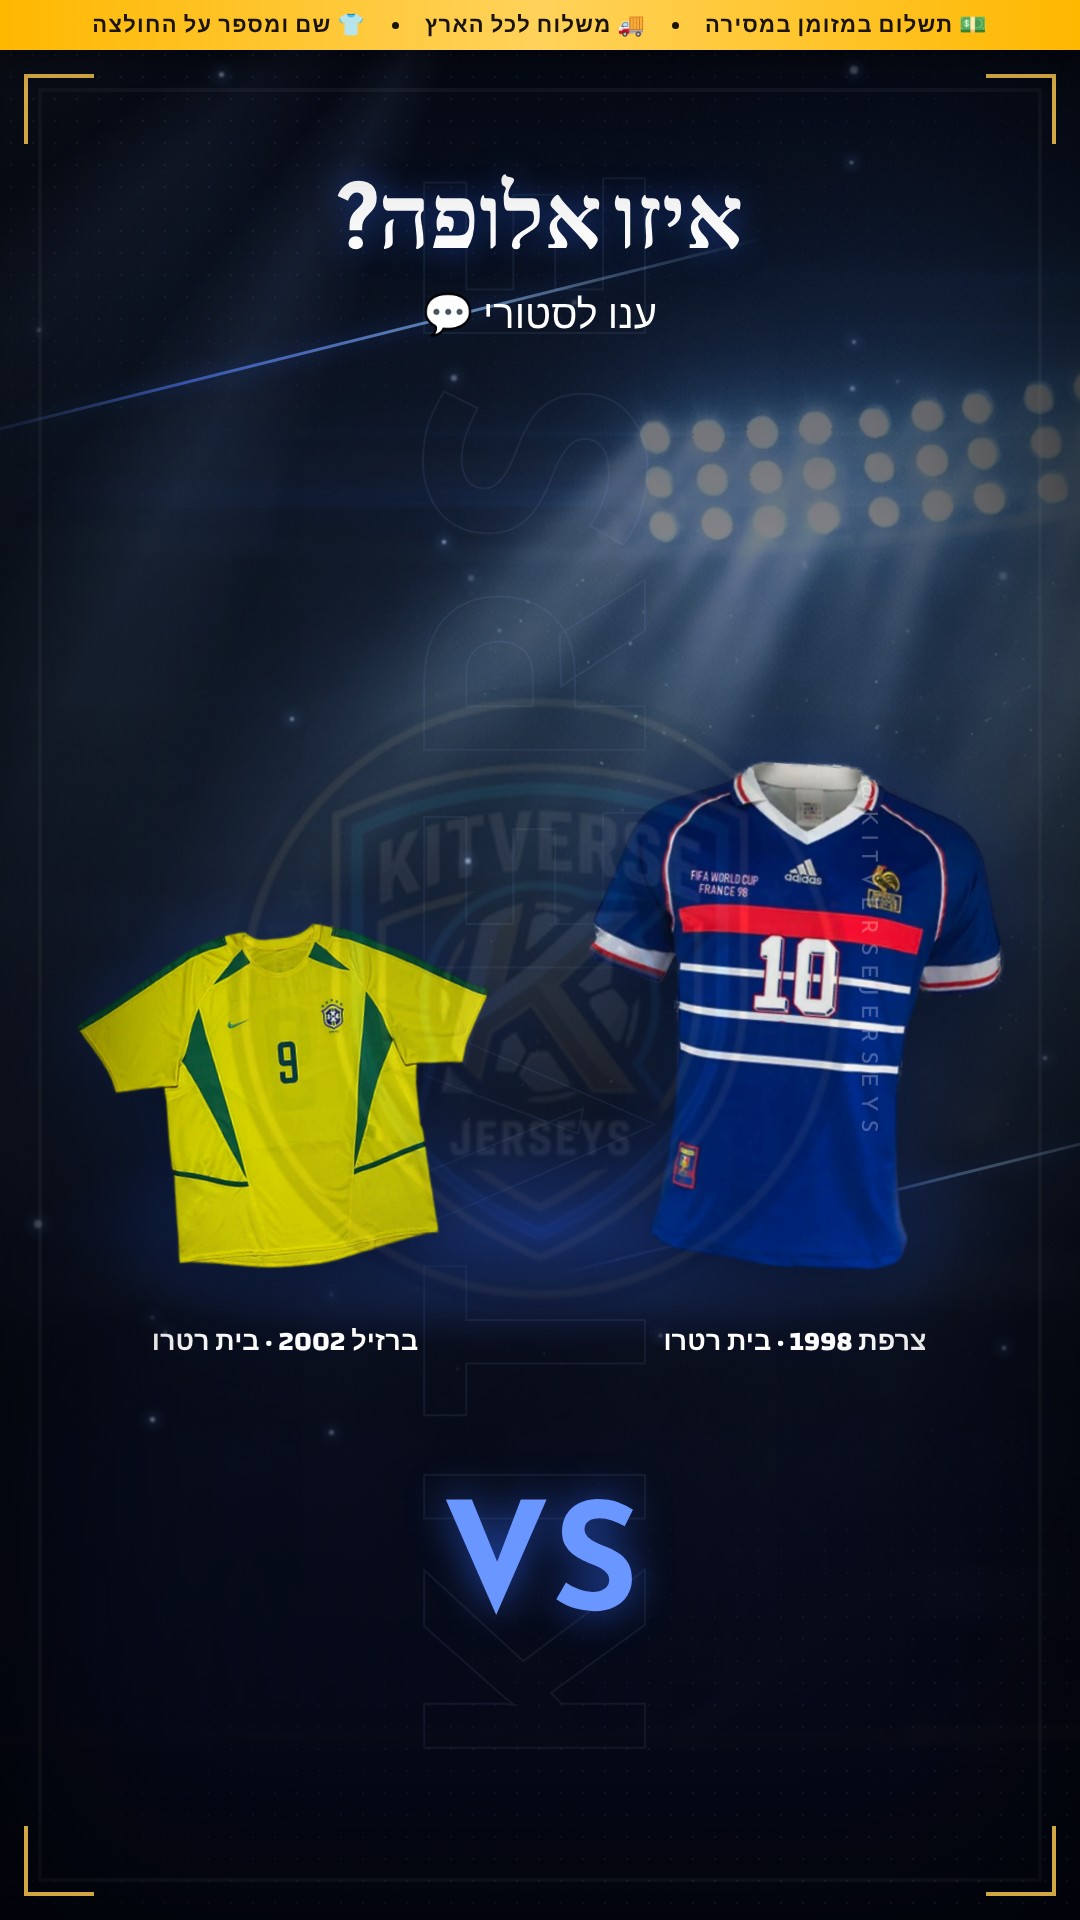 💵 תשלום במזומן במסירה • 🚚 משלוח לכל הארץ • 👕 שם ומספר על החולצה
איזו אלופה?
ענו לסטורי 💬
KITVERSE
K
JERSEYS
FIFA WORLD CUP
FRANCE 98
adidas
10
9
KITVERSEJERSEYS
ברזיל 2002 · בית רטרו
צרפת 1998 · בית רטרו
VS
KITVERSE